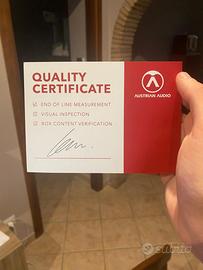 QUALITY
CERTIFICATE
END OF LINE MEASUREMENT
VISUAL INSPECTION
BOX CONTENT VERIFICATION
AUSTRIAN AUDIO
subito